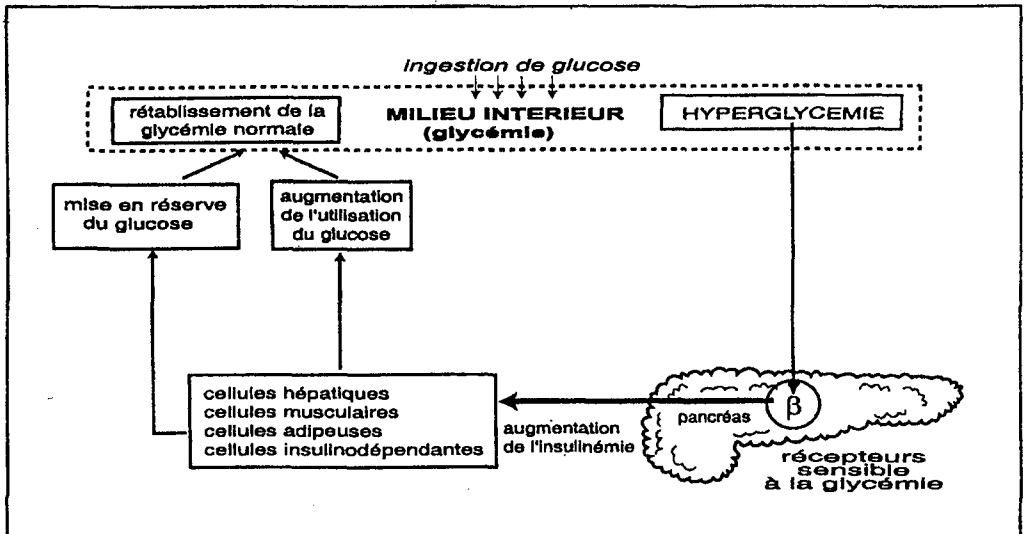 ingestion de glucose
rétablissement de la
glycémie normale
MILIEU INTERIEUR
(glycémie)
HYPERGLYCEMIE
mise en réserve
du glucose
augmentation
de l'utilisation
du glucose
cellules hépatiques
cellules musculaires
cellules adipeuses
cellules insulinodépendantes
augmentation
de l'insulinémie
pancréas
β
récepteurs
sensible
à la glycémie